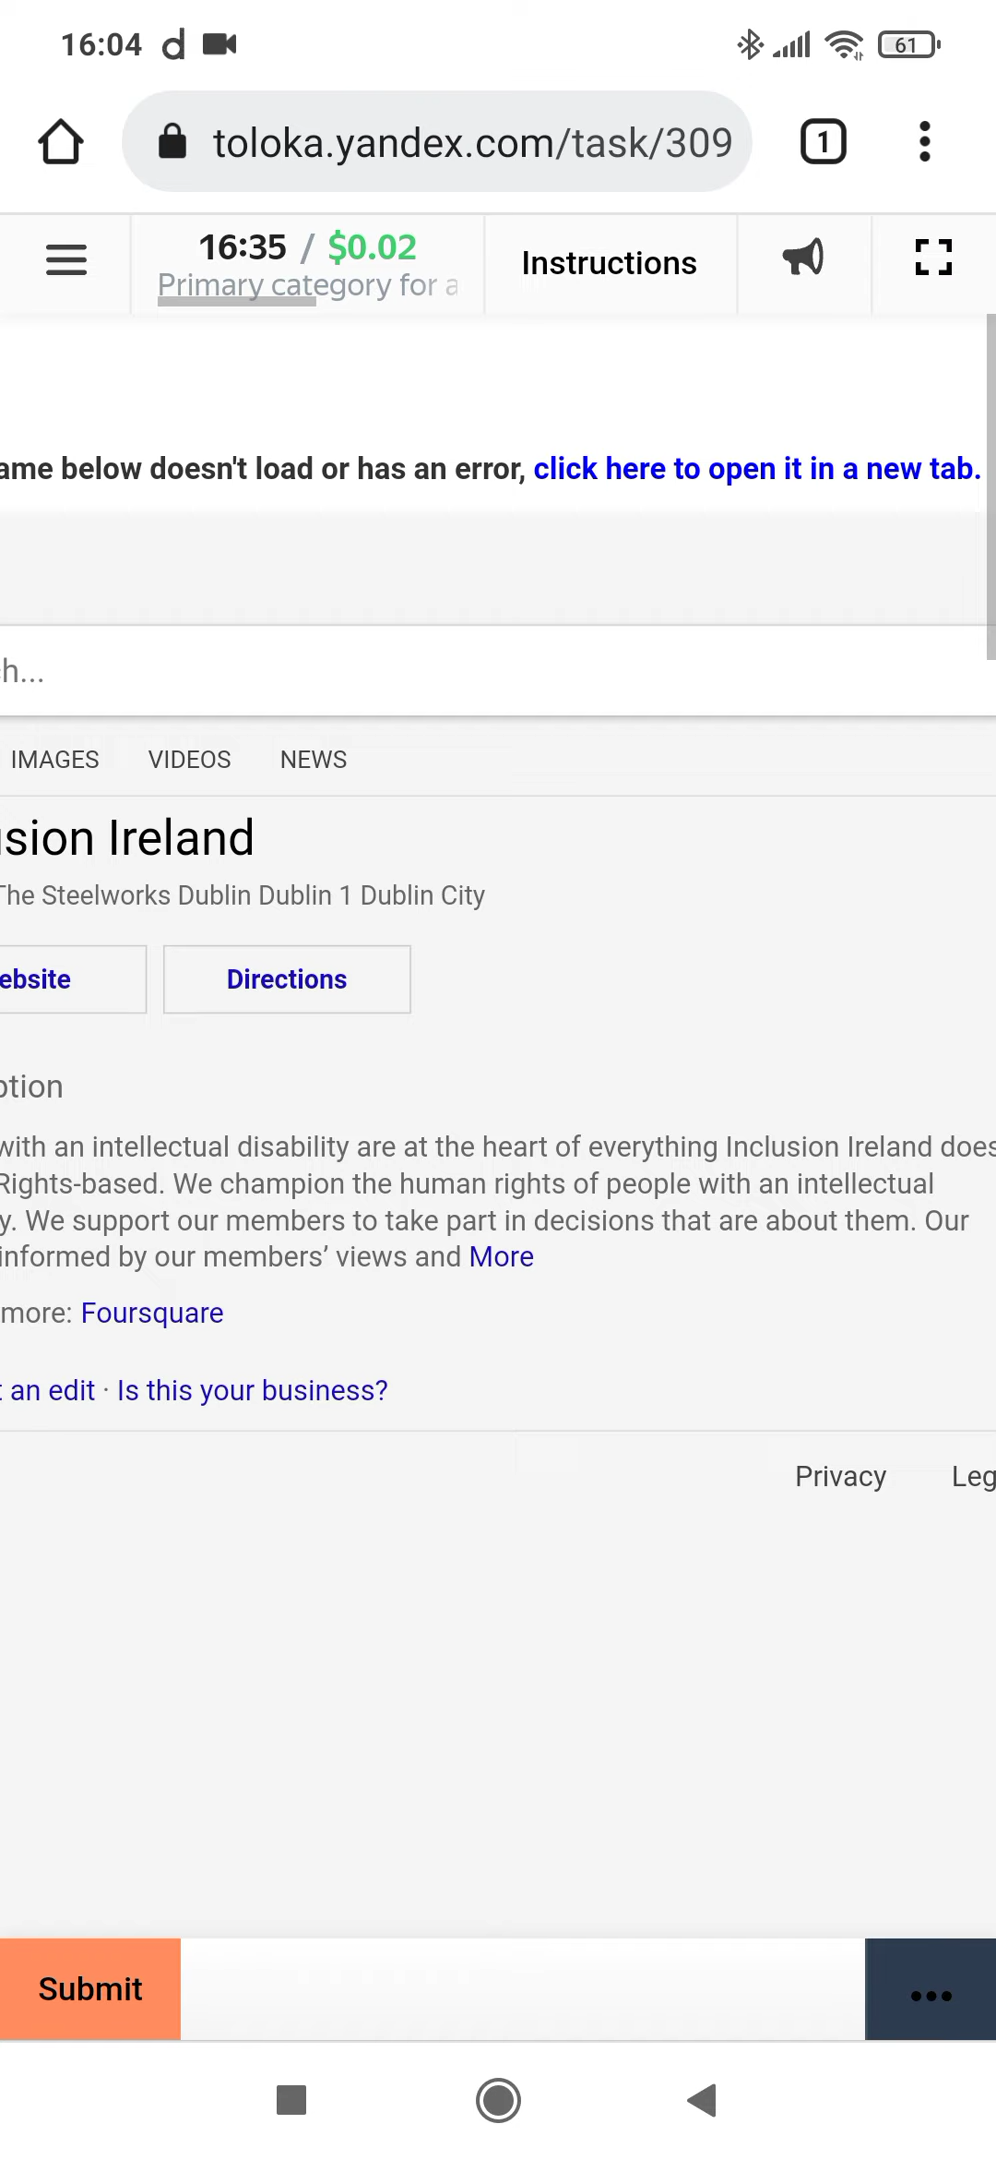 16:04 d 61
toloka.yandex.com/task/309 1
16:35 / $0.02
Primary category for a
Instructions
ame below doesn't load or has an error, click here to open it in a new tab.
h...
IMAGES VIDEOS NEWS
sion Ireland
The Steelworks Dublin Dublin 1 Dublin City
ebsite Directions
ption
with an intellectual disability are at the heart of everything Inclusion Ireland does
Rights-based. We champion the human rights of people with an intellectual
y. We support our members to take part in decisions that are about them. Our
informed by our members’ views and More
more: Foursquare
t an edit · Is this your business?
Privacy Leg
Submit ...